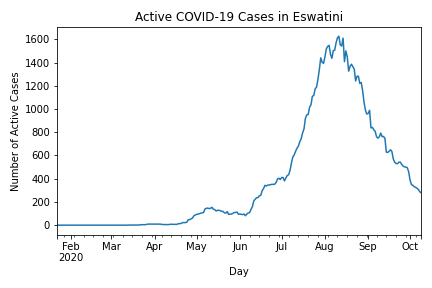 Active COVID-19 Cases in Eswatini
Number of Active Cases
1600
1400
1200
1000
800
600
400
200
0
Feb Mar Apr May Jun Jul Aug Sep Oct
2020
Day